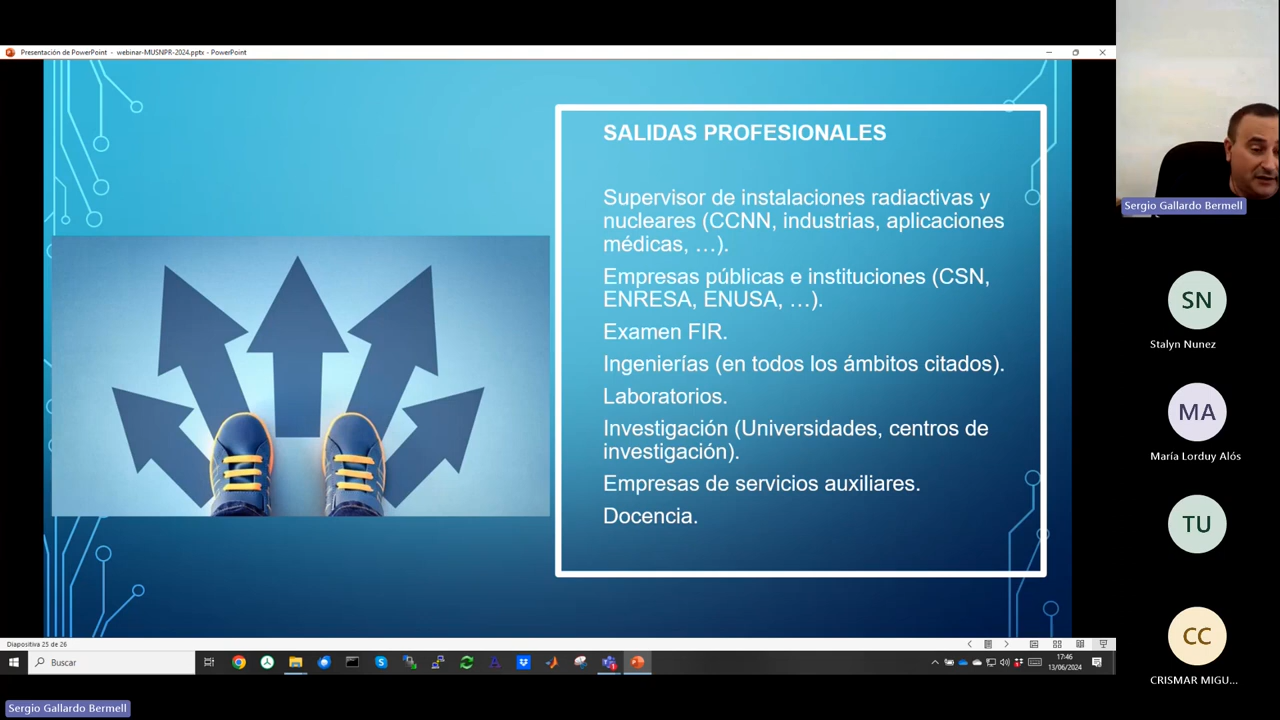 Presentación de PowerPoint - webinar-MUSNPR-2024.pptx - PowerPoint
SALIDAS PROFESIONALES
Supervisor de instalaciones radiactivas y
nucleares (CCNN, industrias, aplicaciones
médicas, …).
Empresas públicas e instituciones (CSN,
ENRESA, ENUSA, …).
Examen FIR.
Ingenierías (en todos los ámbitos citados).
Laboratorios.
Investigación (Universidades, centros de
investigación).
Empresas de servicios auxiliares.
Docencia.
Diapositiva 25 de 26
Buscar
17:46
13/06/2024
Sergio Gallardo Bermell
Sergio Gallardo Bermell
SN
Stalyn Nunez
MA
María Lorduy Alós
TU
CC
CRISMAR MIGU...